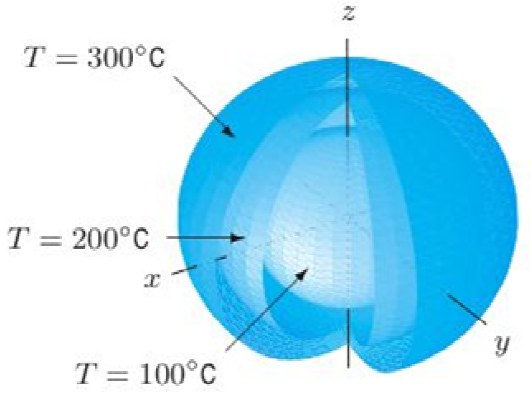 z
T = 300°C
T = 200°C
x
y
T = 100°C